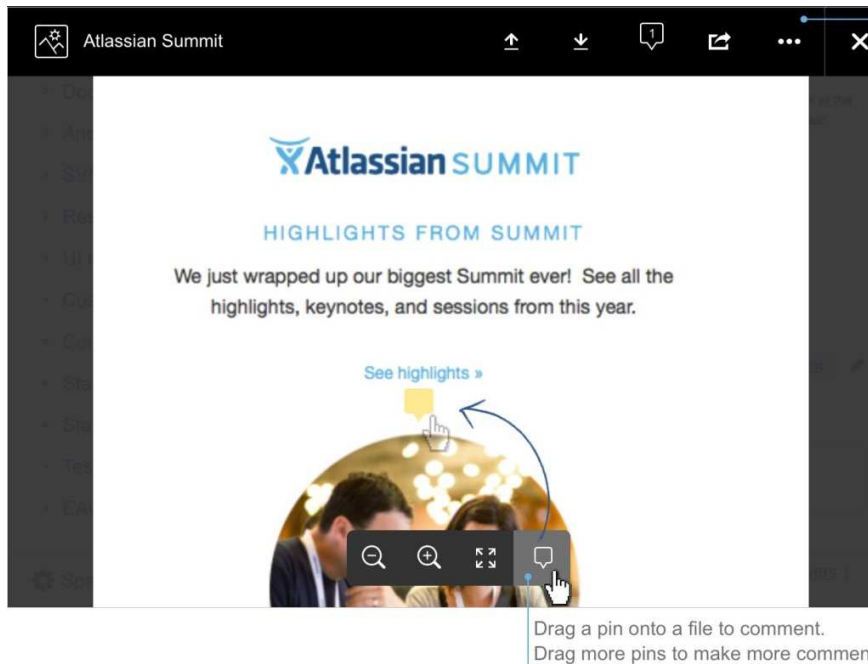 Atlassian Summit
1
Atlassian SUMMIT
HIGHLIGHTS FROM SUMMIT
We just wrapped up our biggest Summit ever! See all the
highlights, keynotes, and sessions from this year.
See highlights »
Drag a pin onto a file to comment.
Drag more pins to make more commen